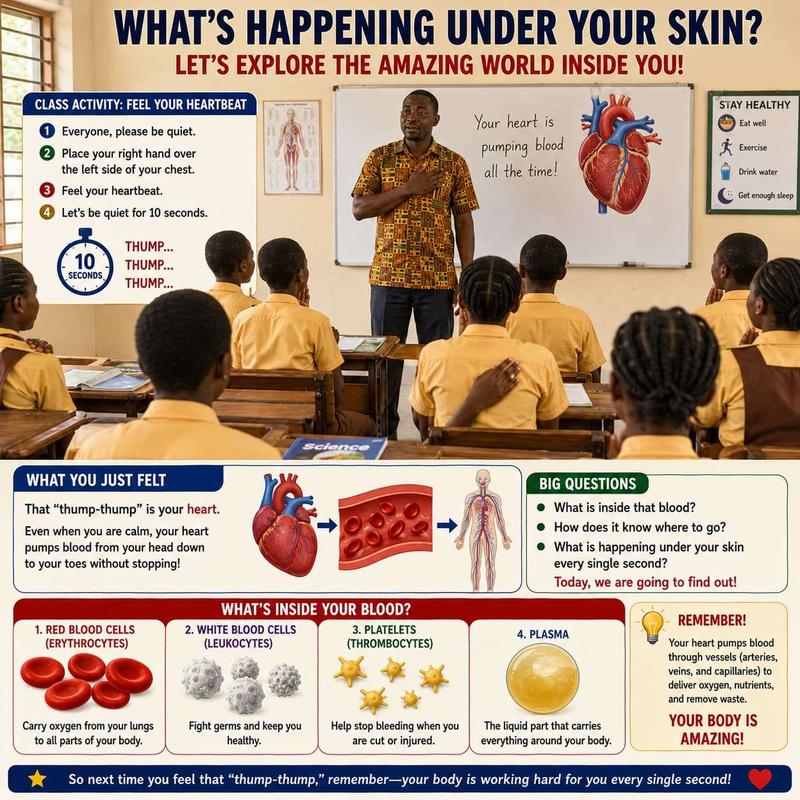 WHAT'S HAPPENING UNDER YOUR SKIN?
LET'S EXPLORE THE AMAZING WORLD INSIDE YOU!
CLASS ACTIVITY: FEEL YOUR HEARTBEAT
1 Everyone, please be quiet.
2 Place your right hand over
the left side of your chest.
3 Feel your heartbeat.
4 Let's be quiet for 10 seconds.
10
SECONDS
THUMP...
THUMP...
THUMP...
Your heart is
pumping blood
all the time!
STAY HEALTHY
Eat well
Exercise
Drink water
Get enough sleep
Science
WHAT YOU JUST FELT
That “thump-thump” is your heart.
Even when you are calm, your heart
pumps blood from your head down
to your toes without stopping!
BIG QUESTIONS
• What is inside that blood?
• How does it know where to go?
• What is happening under your skin
every single second?
Today, we are going to find out!
WHAT'S INSIDE YOUR BLOOD?
1. RED BLOOD CELLS
(ERYTHROCYTES)
Carry oxygen from your lungs
to all parts of your body.
2. WHITE BLOOD CELLS
(LEUKOCYTES)
Fight germs and keep you
healthy.
3. PLATELETS
(THROMBOCYTES)
Help stop bleeding when you
are cut or injured.
4. PLASMA
The liquid part that carries
everything around your body.
REMEMBER!
Your heart pumps blood
through vessels (arteries,
veins, and capillaries) to
deliver oxygen, nutrients,
and remove waste.
YOUR BODY IS
AMAZING!
So next time you feel that “thump-thump,” remember—your body is working hard for you every single second!